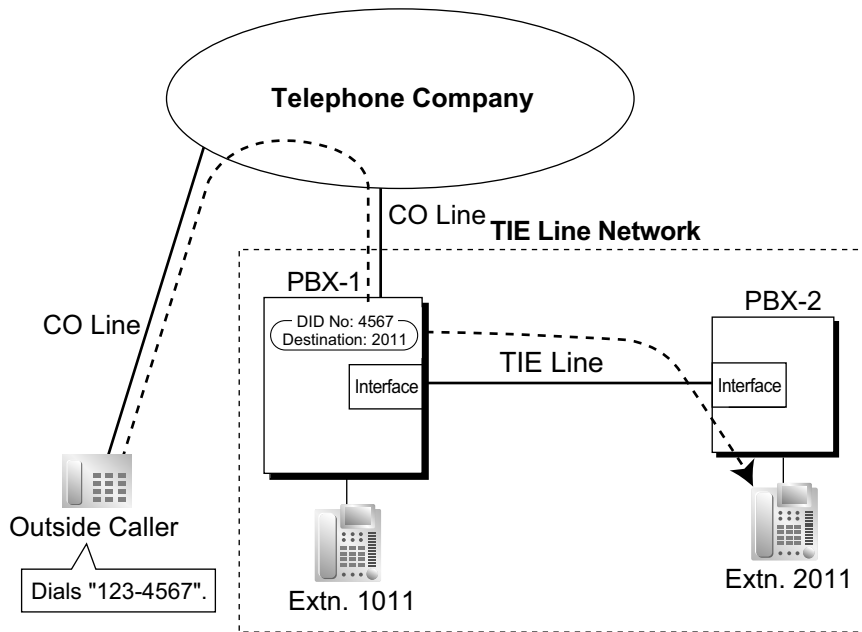 Telephone Company
CO Line
TIE Line Network
PBX-1
PBX-2
CO Line
DID No: 4567
Destination: 2011
TIE Line
Interface
Interface
Outside Caller
Dials "123-4567".
Extn. 1011
Extn. 2011